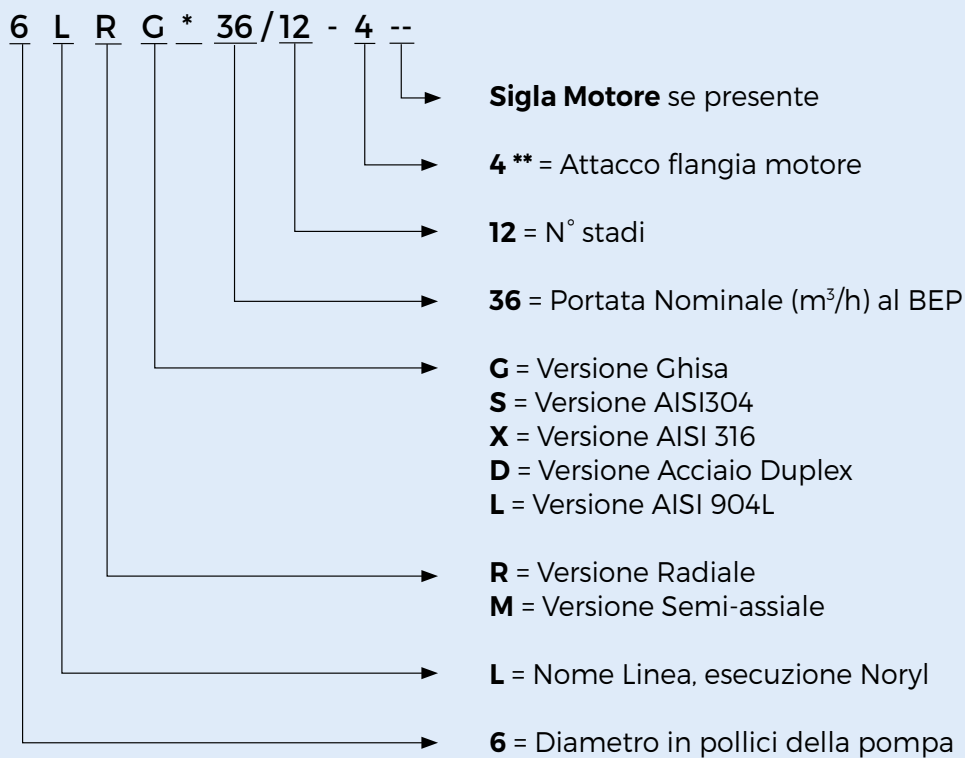 6 L R G * 36/12 - 4 --
Sigla Motore se presente
4 ** = Attacco flangia motore
12 = N° stadi
36 = Portata Nominale (m³/h) al BEP
G = Versione Ghisa
S = Versione AISI304
X = Versione AISI 316
D = Versione Acciaio Duplex
L = Versione AISI 904L
R = Versione Radiale
M = Versione Semi-assiale
L = Nome Linea, esecuzione Noryl
6 = Diametro in pollici della pompa